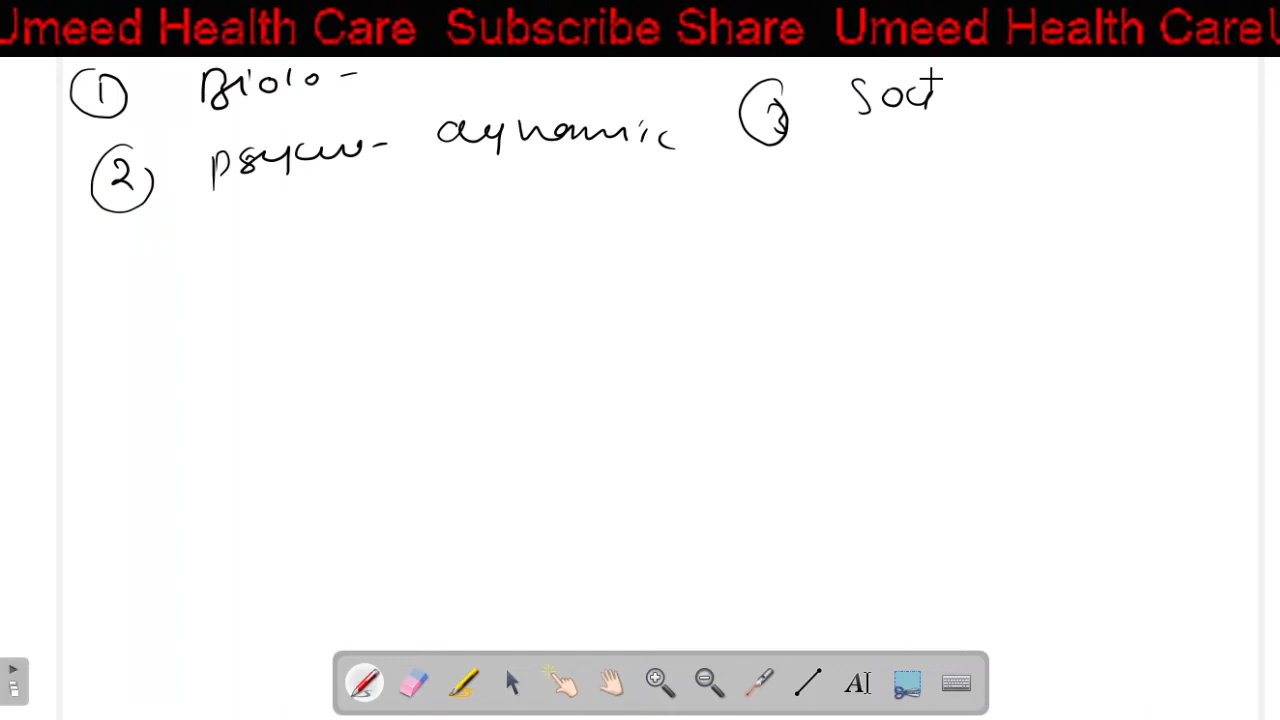 Umeed Health Care Subscribe Share Umeed Health Care U
1 Biolo-
2 psycho- dynamic
3 Soci